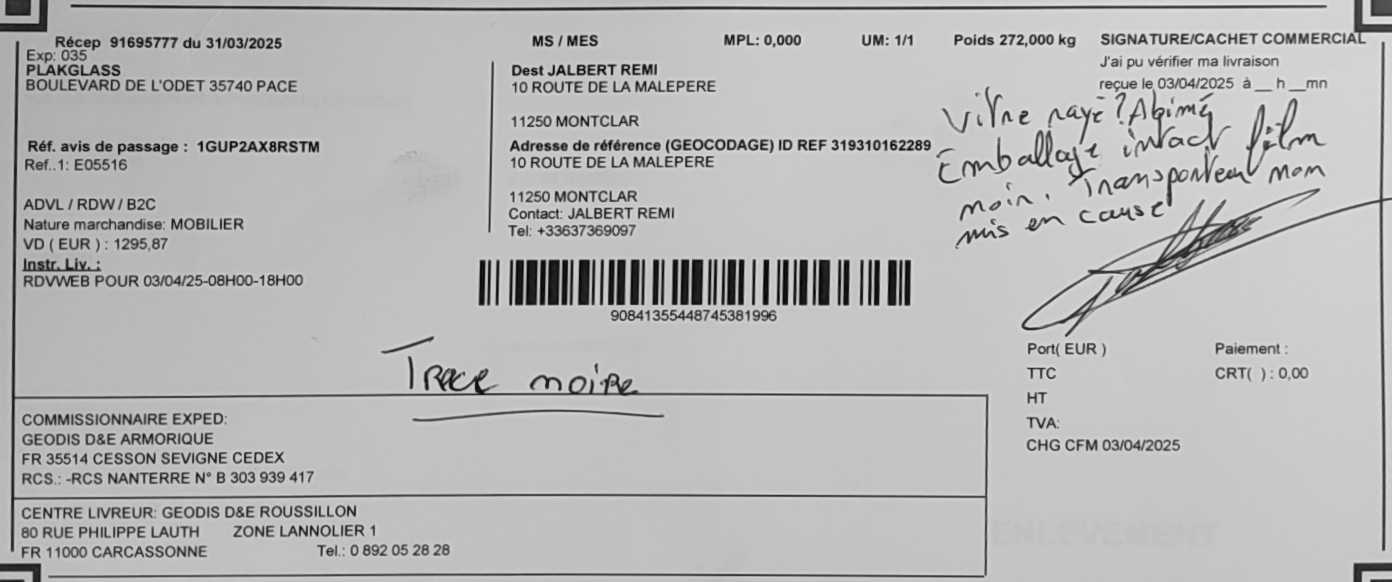 Récep 91695777 du 31/03/2025
MS / MES
MPL: 0,000
UM: 1/1
Poids 272,000 kg
SIGNATURE/CACHET COMMERCIAL
Exp: 035
PLAKGLASS
BOULEVARD DE L'ODET 35740 PACE
Dest JALBERT REMI
10 ROUTE DE LA MALEPERE
11250 MONTCLAR
J'ai pu vérifier ma livraison
reçue le 03/04/2025 à __ h __mn
Vitre rayé ? Abimé
Emballage intact film
noir. Transporteur non
mis en cause
Réf. avis de passage : 1GUP2AX8RSTM
Ref..1: E05516
Adresse de référence (GEOCODAGE) ID REF 319310162289
10 ROUTE DE LA MALEPERE
11250 MONTCLAR
Contact: JALBERT REMI
Tel: +33637369097
ADVL / RDW / B2C
Nature marchandise: MOBILIER
VD ( EUR ) : 1295,87
Instr. Liv. :
RDVWEB POUR 03/04/25-08H00-18H00
90841355448745381996
Trace noire
Port( EUR )
Paiement :
TTC
CRT( ) : 0,00
HT
TVA:
CHG CFM 03/04/2025
COMMISSIONNAIRE EXPED:
GEODIS D&E ARMORIQUE
FR 35514 CESSON SEVIGNE CEDEX
RCS.: -RCS NANTERRE N° B 303 939 417
CENTRE LIVREUR: GEODIS D&E ROUSSILLON
80 RUE PHILIPPE LAUTH ZONE LANNOLIER 1
FR 11000 CARCASSONNE Tel.: 0 892 05 28 28
ENLEVEMENT